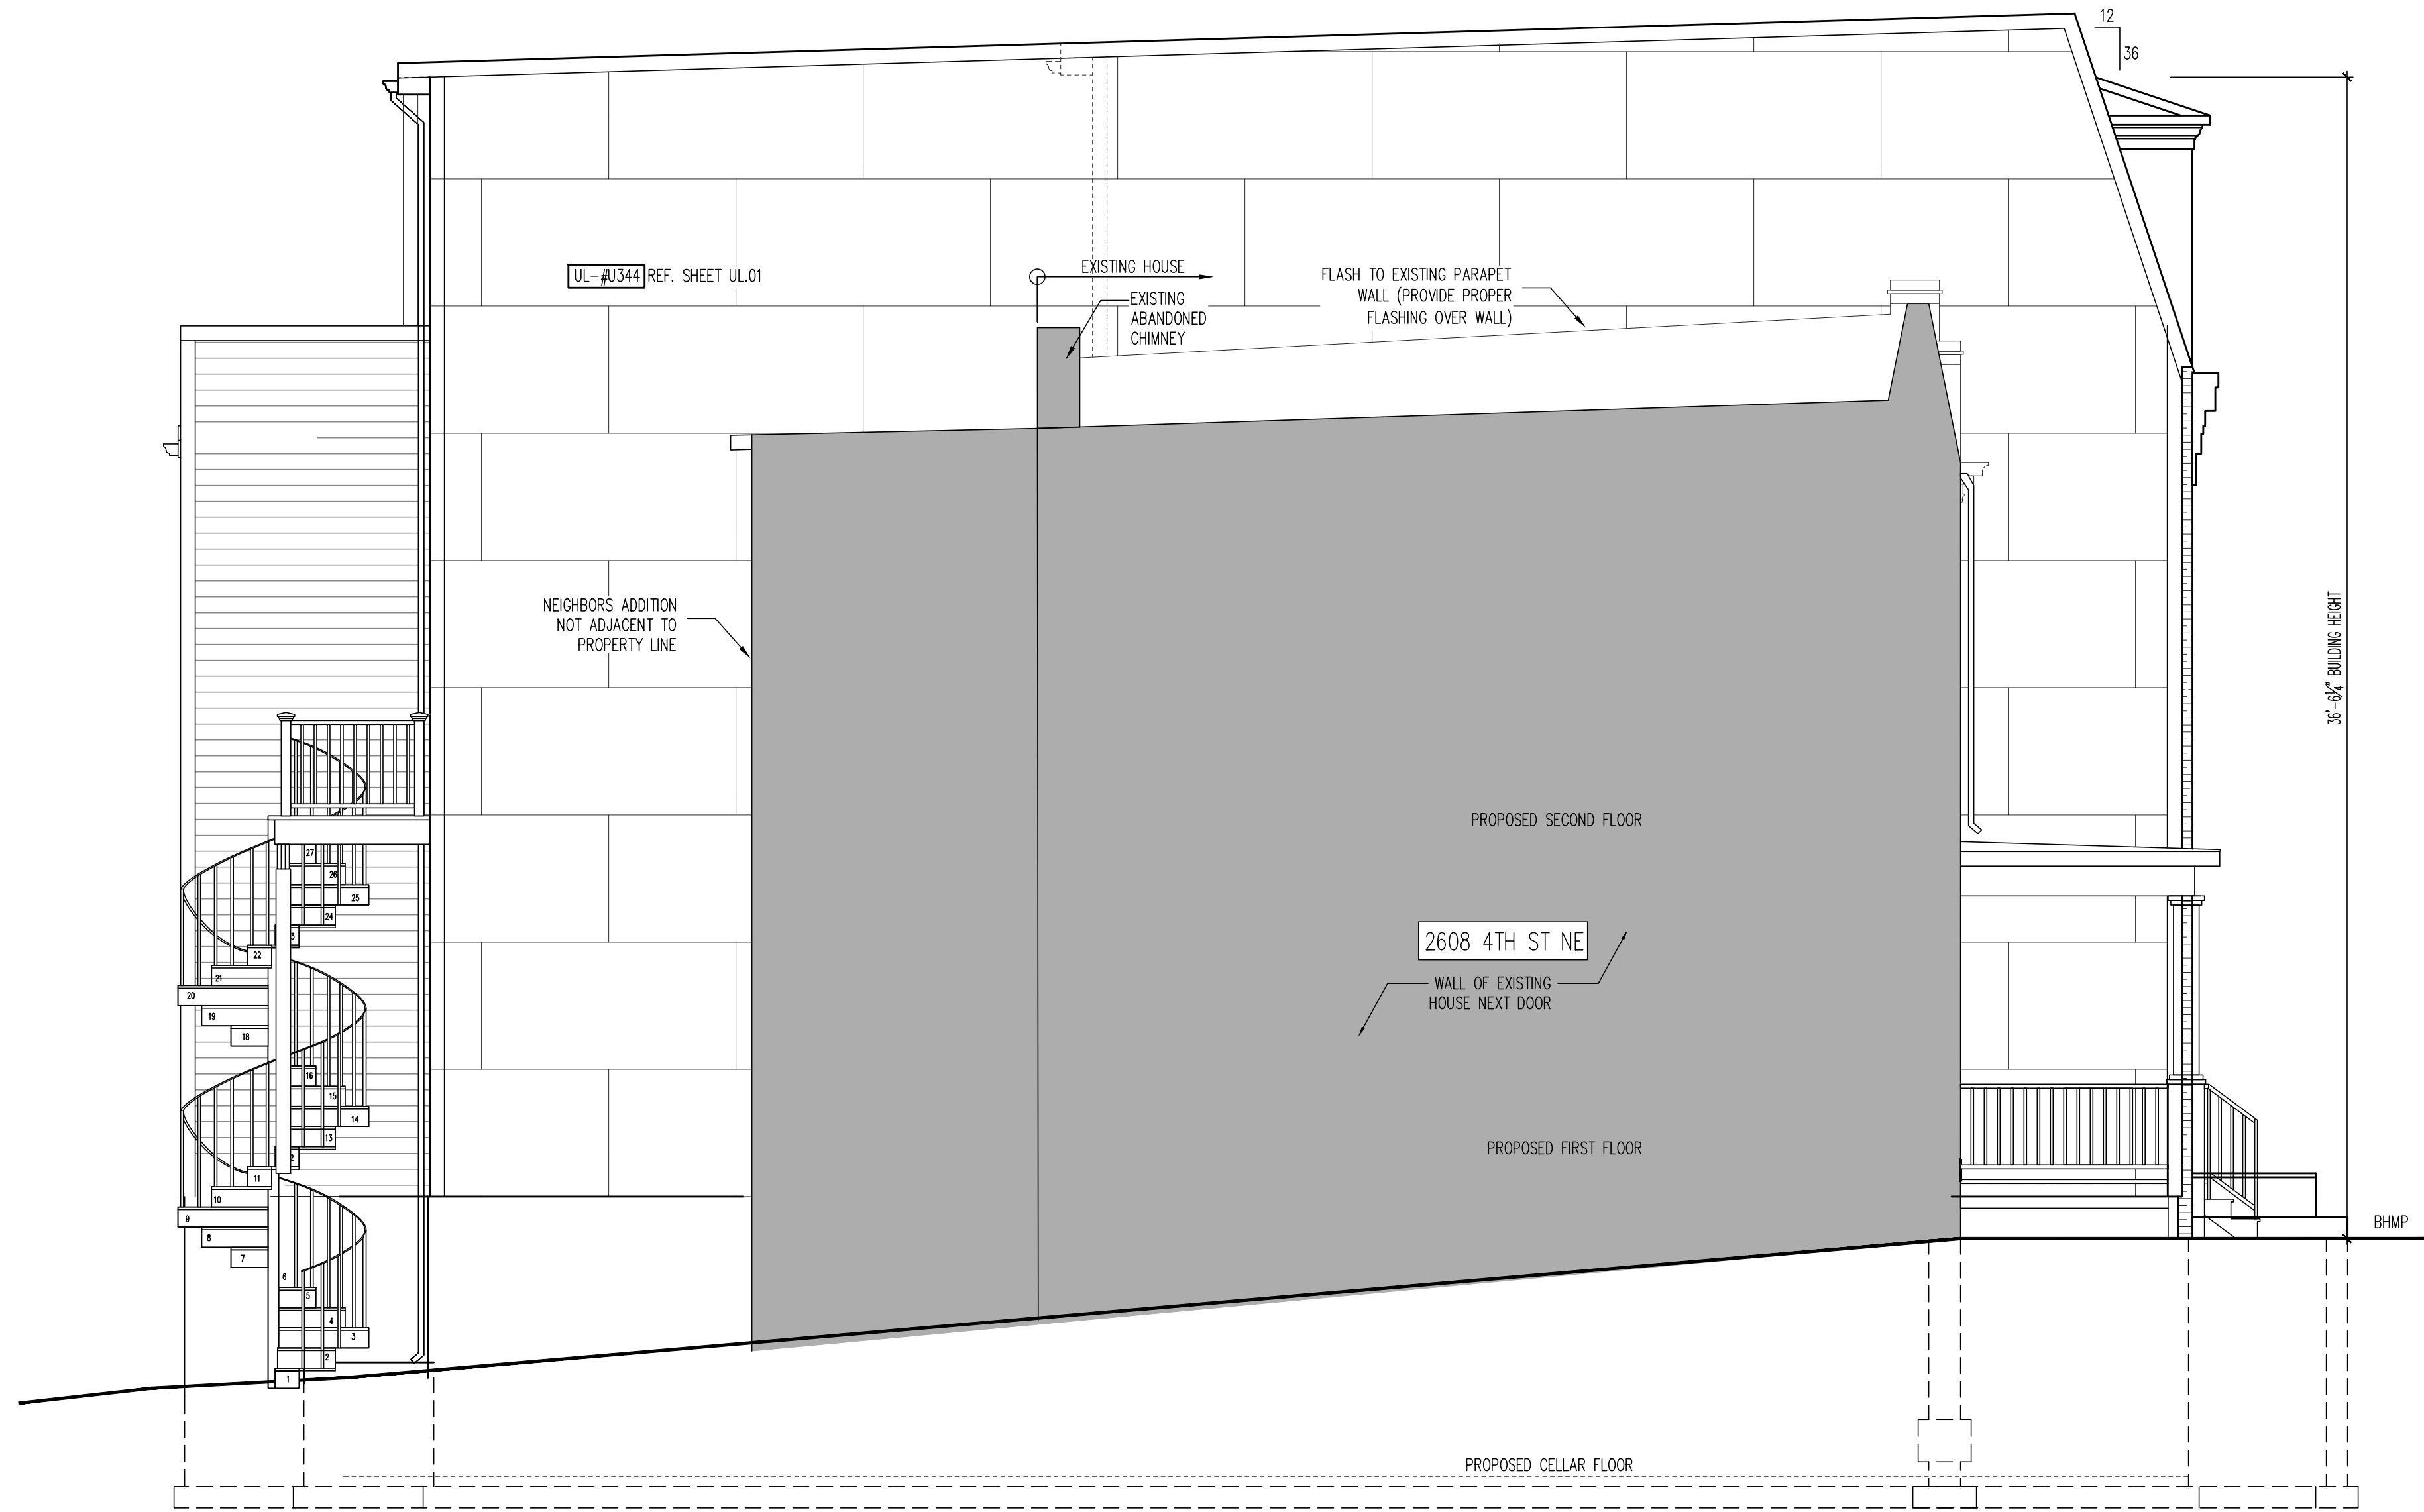 12
36
UL-#U344 REF. SHEET UL.01
EXISTING HOUSE
EXISTING
ABANDONED
CHIMNEY
FLASH TO EXISTING PARAPET
WALL (PROVIDE PROPER
FLASHING OVER WALL)
NEIGHBORS ADDITION
NOT ADJACENT TO
PROPERTY LINE
36'-6¼" BUILDING HEIGHT
PROPOSED SECOND FLOOR
2608 4TH ST NE
WALL OF EXISTING
HOUSE NEXT DOOR
PROPOSED FIRST FLOOR
BHMP
PROPOSED CELLAR FLOOR
27
26
25
24
3
22
21
20
19
18
16
15
14
13
2
11
10
9
8
7
6
5
4
3
2
1